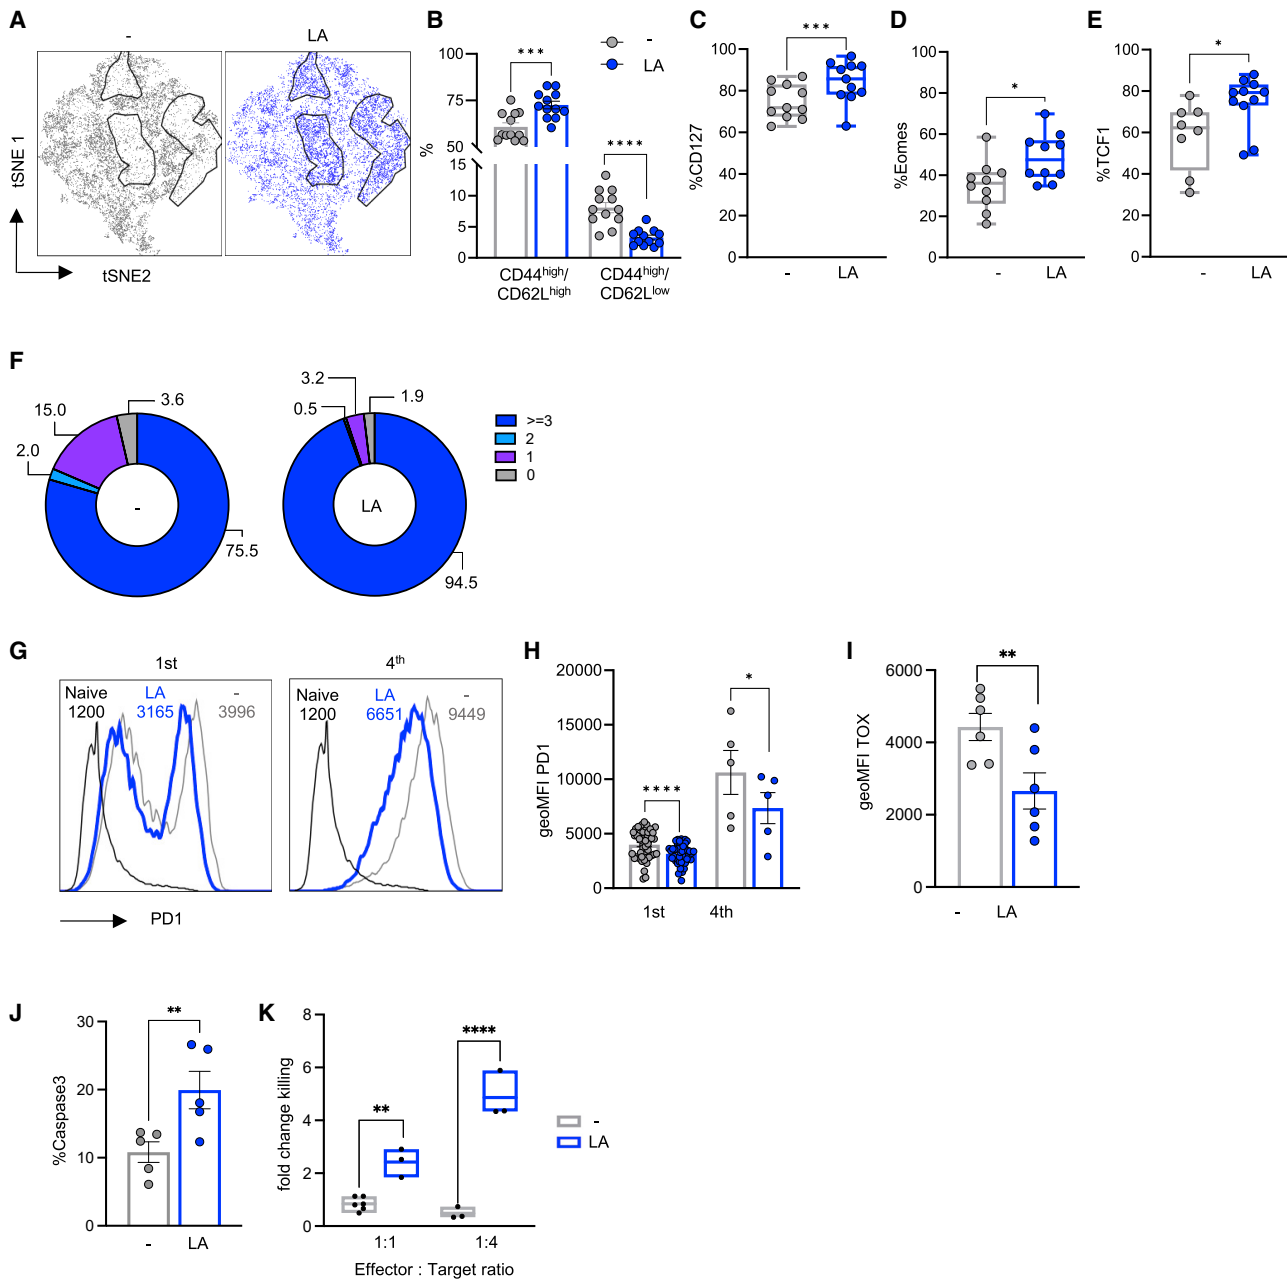 A
-
LA
tSNE 1
tSNE2
B
-
LA
%
100
75
50
15
10
5
0
***
****
CD44high/
CD62Lhigh
CD44high/
CD62Llow
C
%CD127
100
80
60
40
20
0
***
-
LA
D
%Eomes
100
80
60
40
20
0
*
-
LA
E
%TCF1
100
80
60
40
20
0
*
-
LA
F
3.6
15.0
2.0
-
75.5
3.2
0.5
1.9
LA
94.5
>=3
2
1
0
G
1st
Naive
1200
LA
3165
-
3996
4th
Naive
1200
LA
6651
-
9449
PD1
H
geoMFI PD1
20000
15000
10000
5000
0
****
*
1st
4th
I
geoMFI TOX
6000
4000
2000
0
**
-
LA
J
%Caspase3
30
20
10
0
**
-
LA
K
fold change killing
8
6
4
2
0
**
****
1:1
1:4
Effector : Target ratio
-
LA